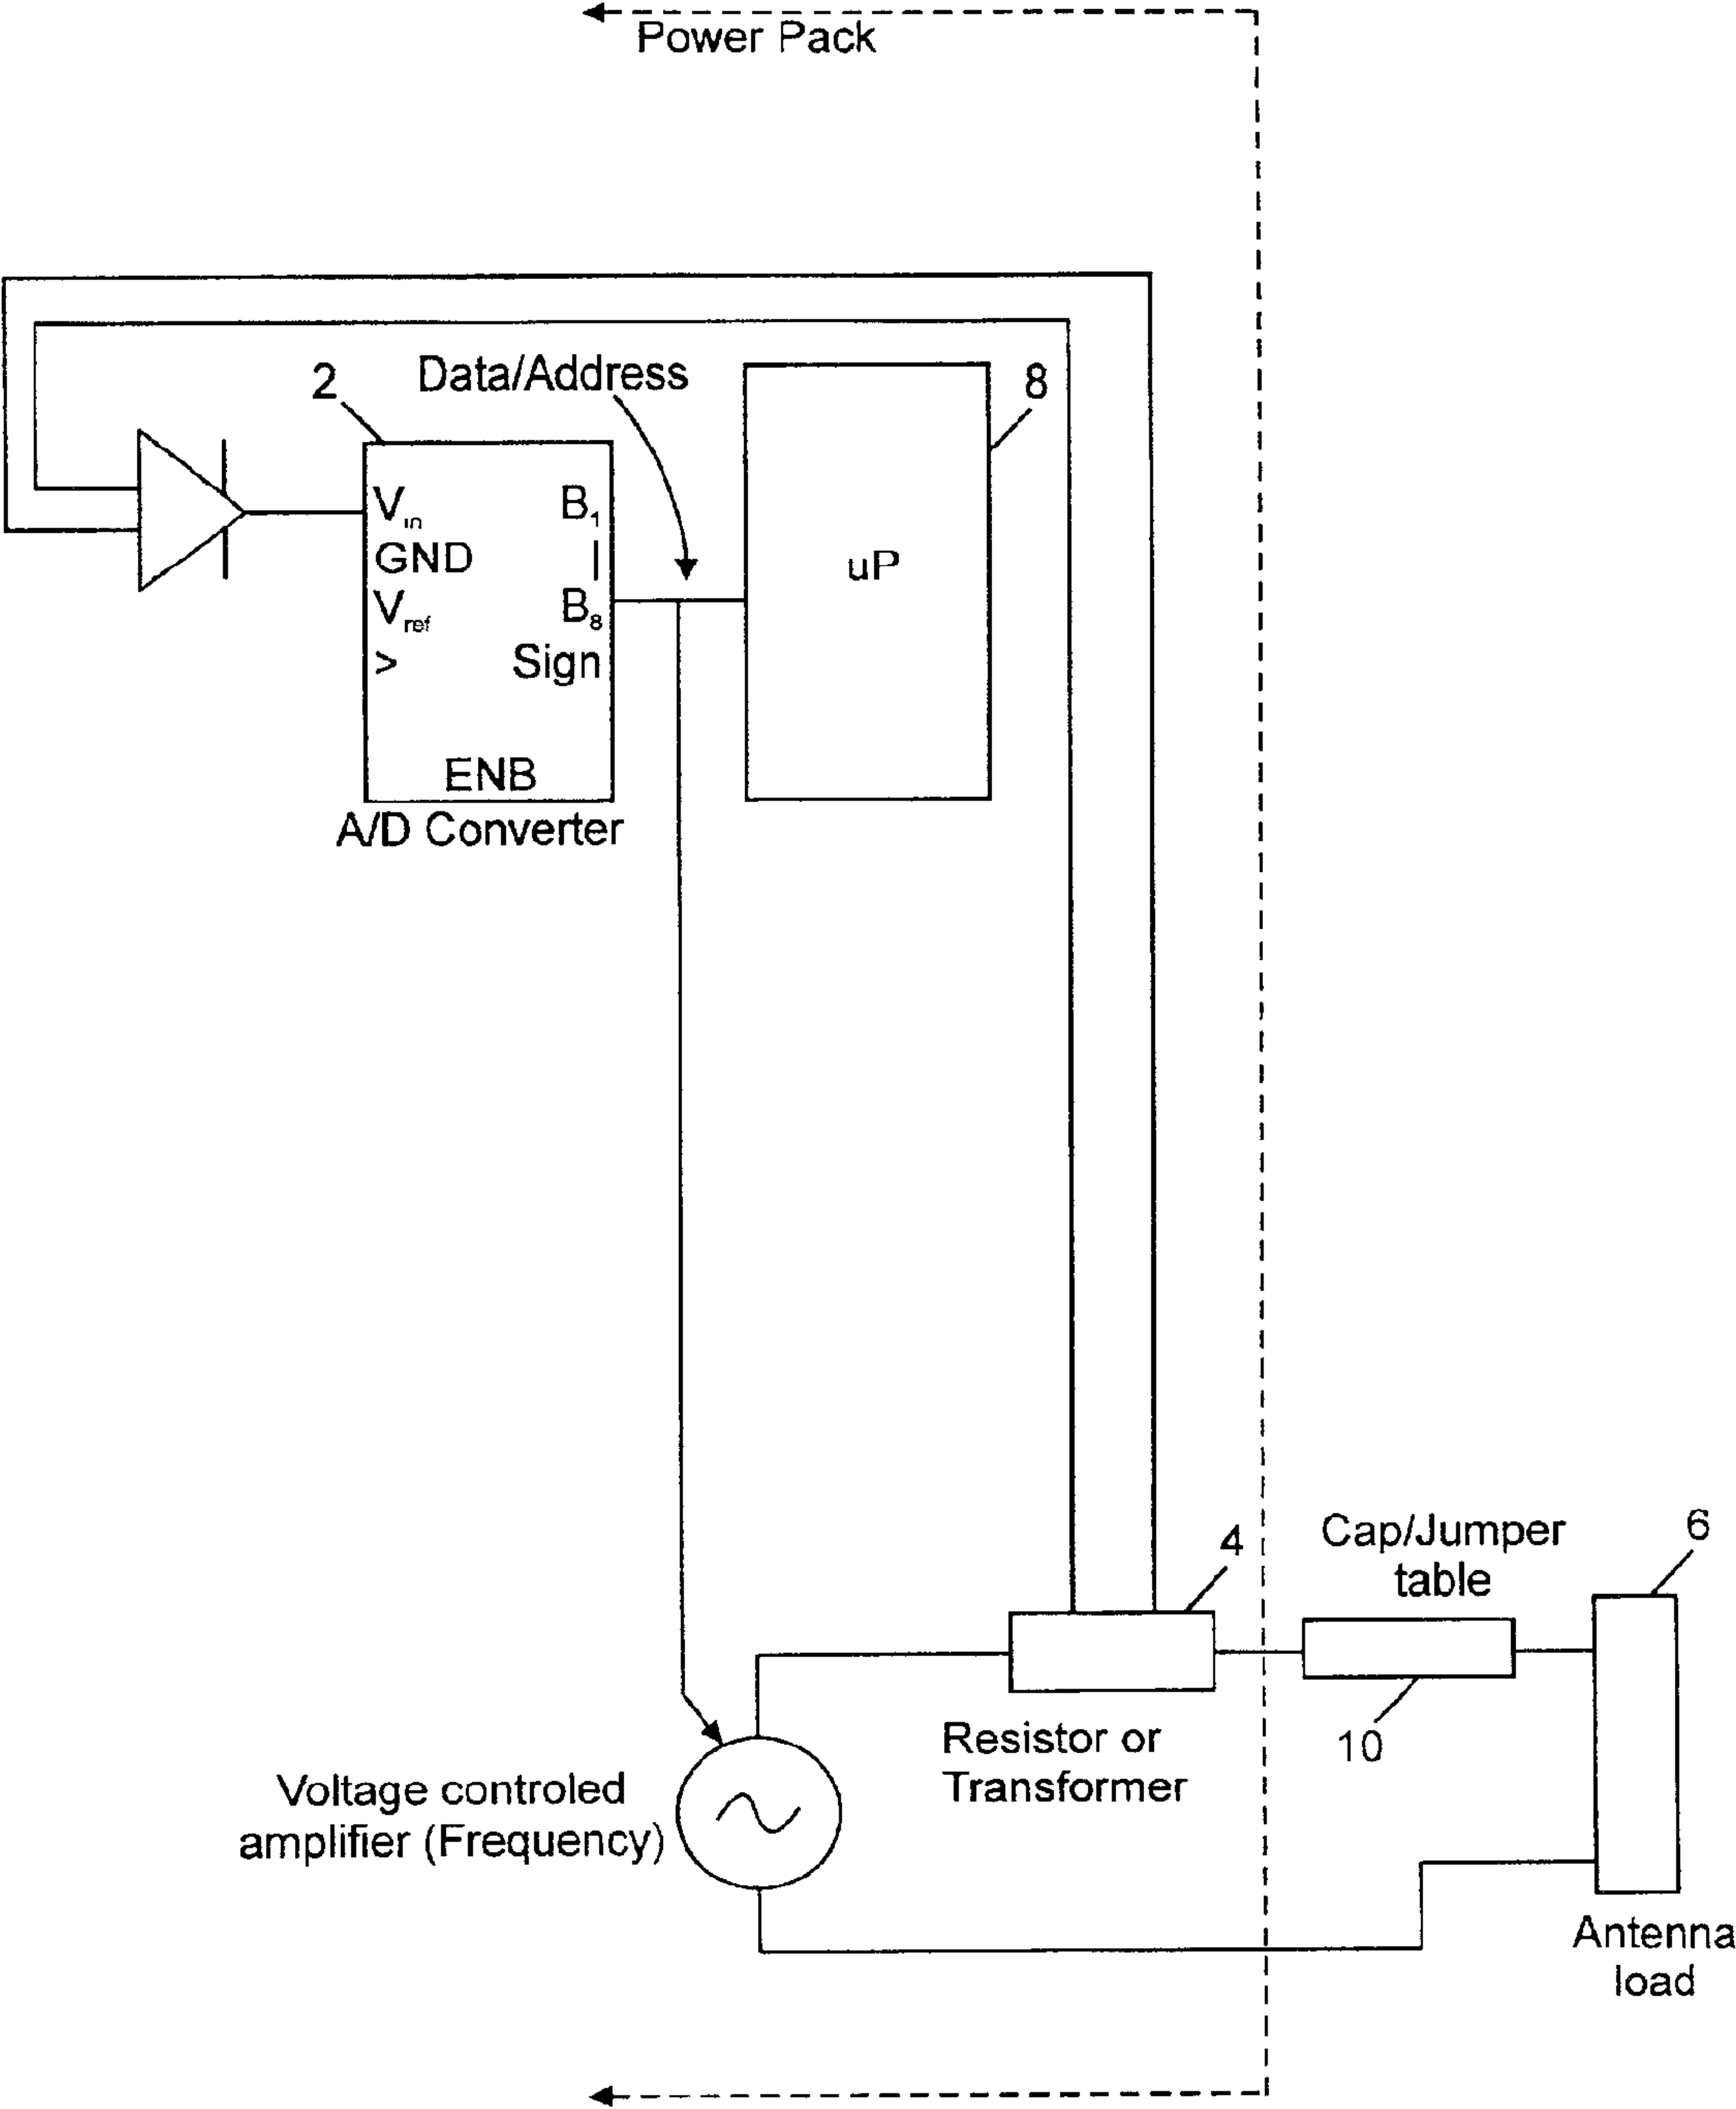 Power Pack
2
Data/Address
8
Vin
B1
GND
|
Vref
B8
>
Sign
uP
ENB
A/D Converter
4
Cap/Jumper
table
6
10
Resistor or
Transformer
Voltage controled
amplifier (Frequency)
Antenna
load